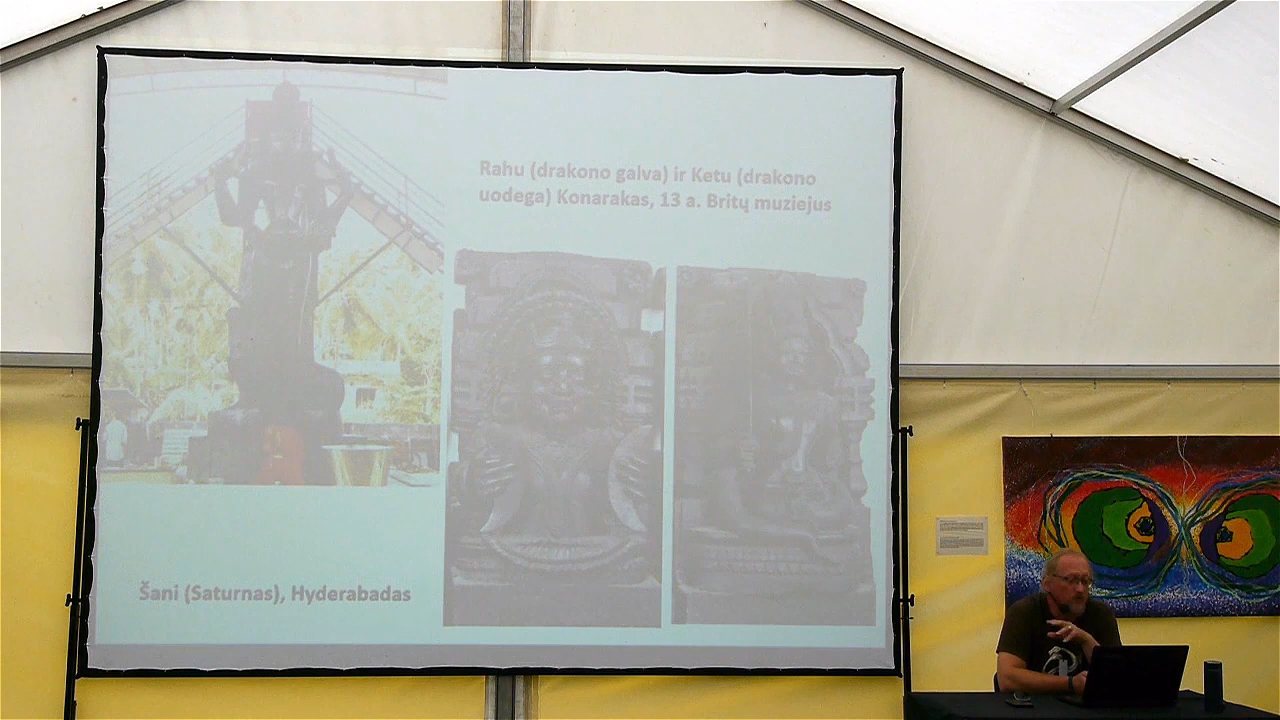 Rahu (drakono galva) ir Ketu (drakono
uodega) Konarakas, 13 a. Britų muziejus
Šani (Saturnas), Hyderabadas